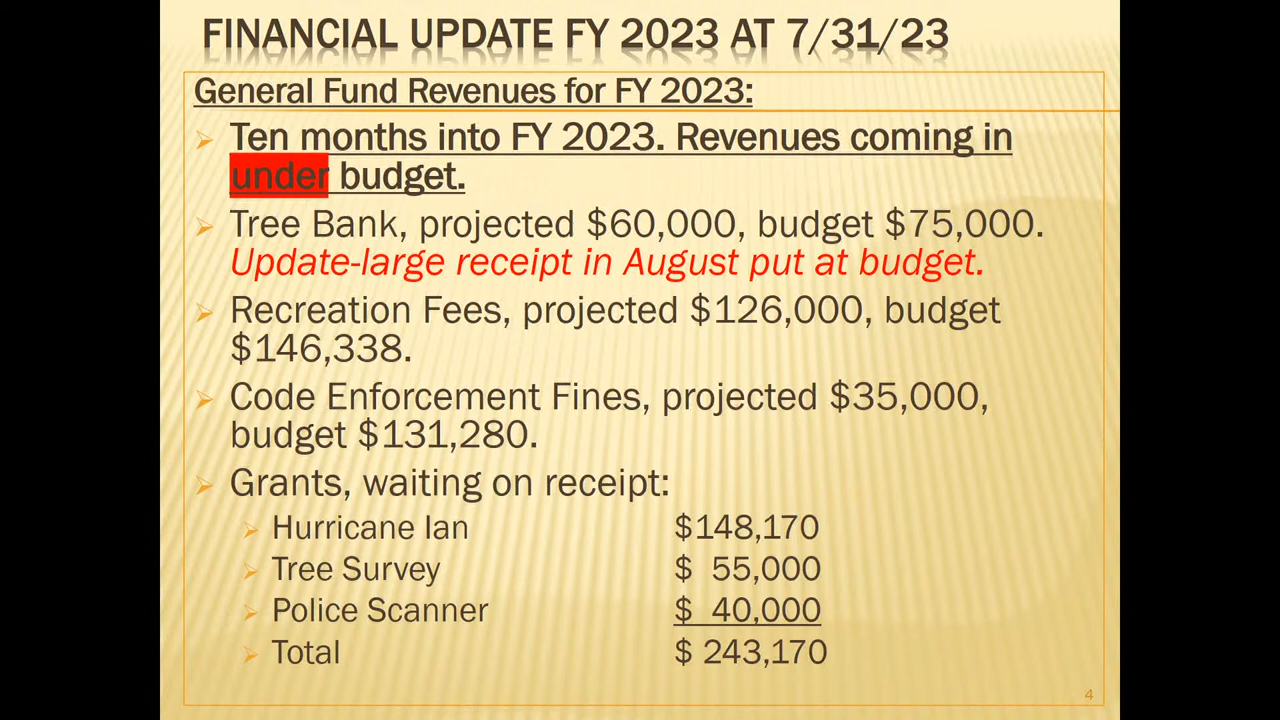 FINANCIAL UPDATE FY 2023 AT 7/31/23
General Fund Revenues for FY 2023:
Ten months into FY 2023. Revenues coming in
under budget.
Tree Bank, projected $60,000, budget $75,000.
Update-large receipt in August put at budget.
Recreation Fees, projected $126,000, budget
$146,338.
Code Enforcement Fines, projected $35,000,
budget $131,280.
Grants, waiting on receipt:
Hurricane Ian $148,170
Tree Survey $ 55,000
Police Scanner $ 40,000
Total $ 243,170
4